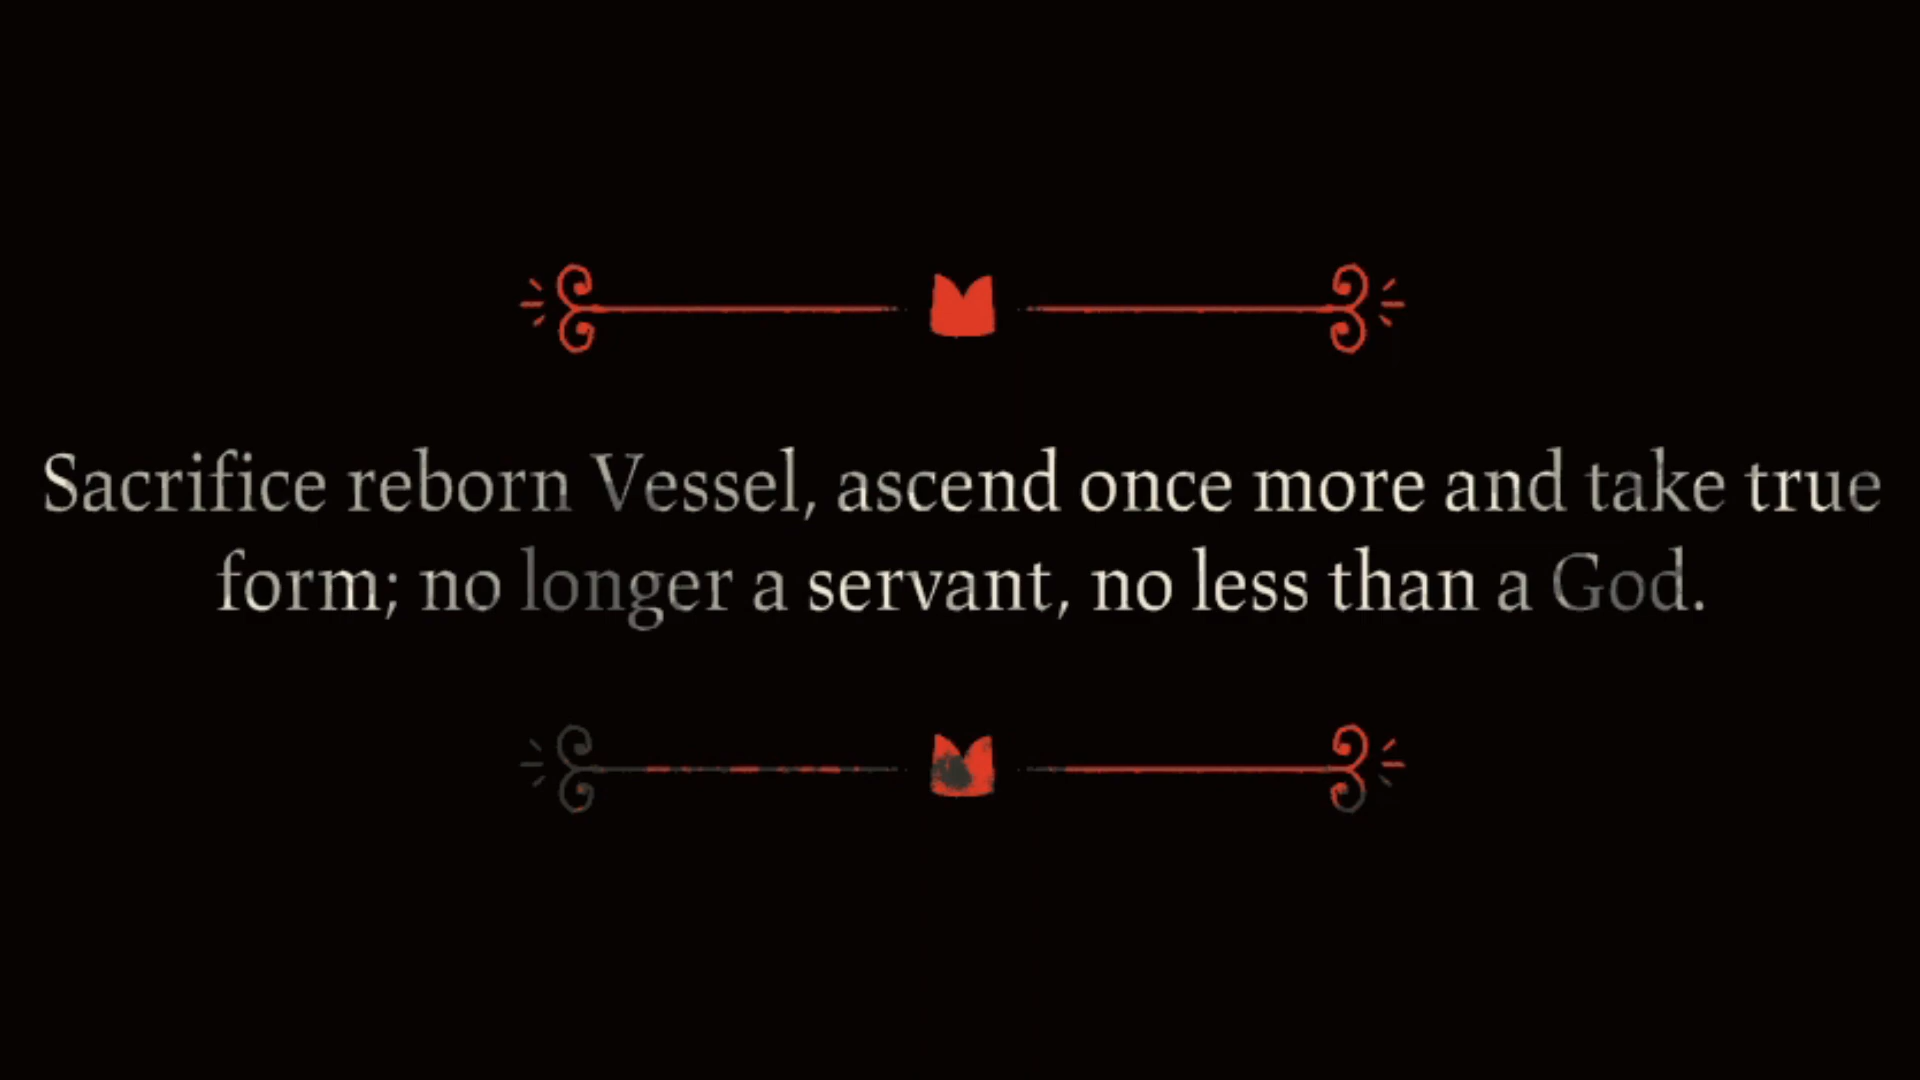 Sacrifice reborn Vessel, ascend once more and take true
form; no longer a servant, no less than a God.